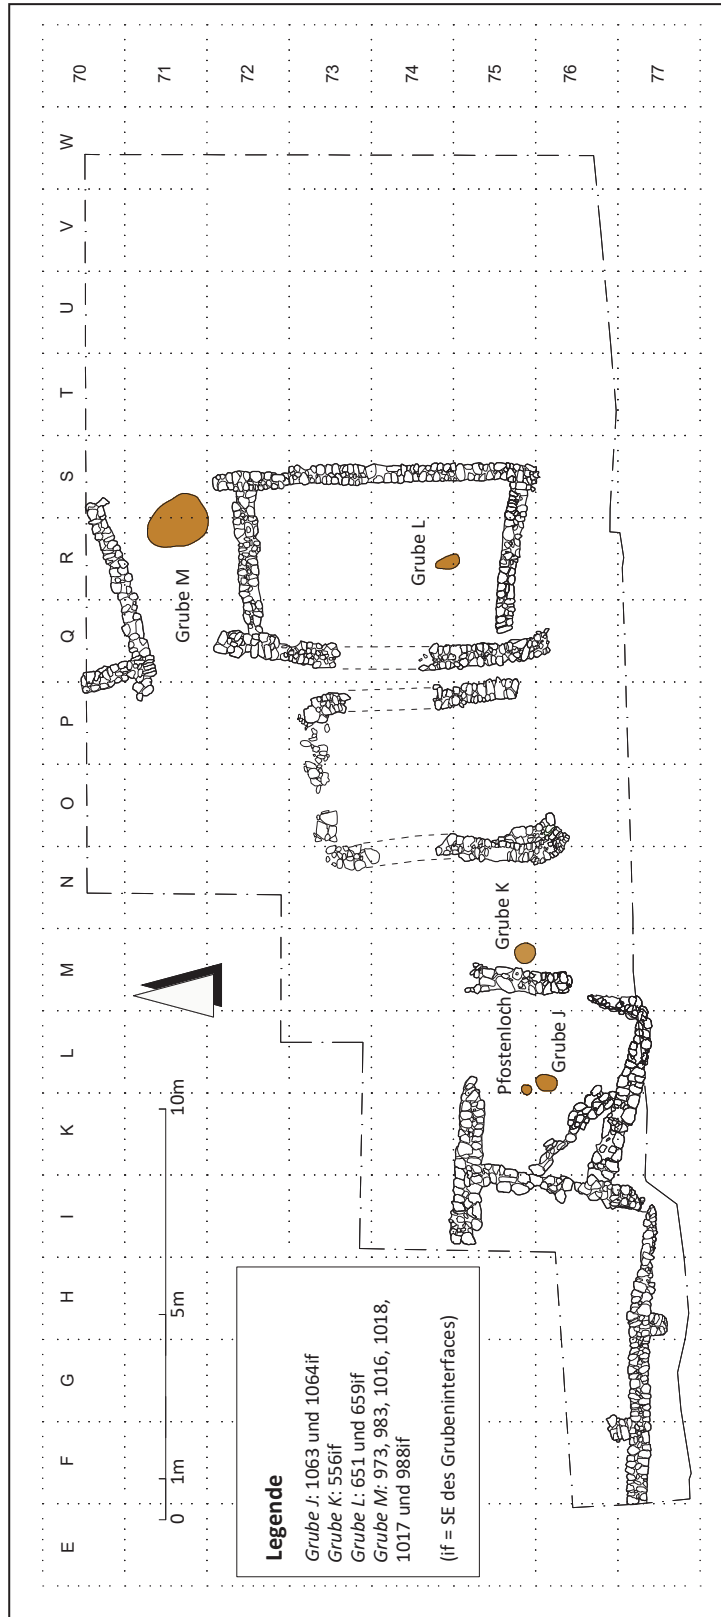 E F G H I K L M N O P Q R S T U V W
70
71
72
73
74
75
76
77
Grube M
Grube L
Grube K
Pfostenloch
Grube J
0 1m 5m 10m
Legende
Grube J: 1063 und 1064if
Grube K: 556if
Grube L: 651 und 659if
Grube M: 973, 983, 1016, 1018,
1017 und 988if
(if = SE des Grubeninterfaces)